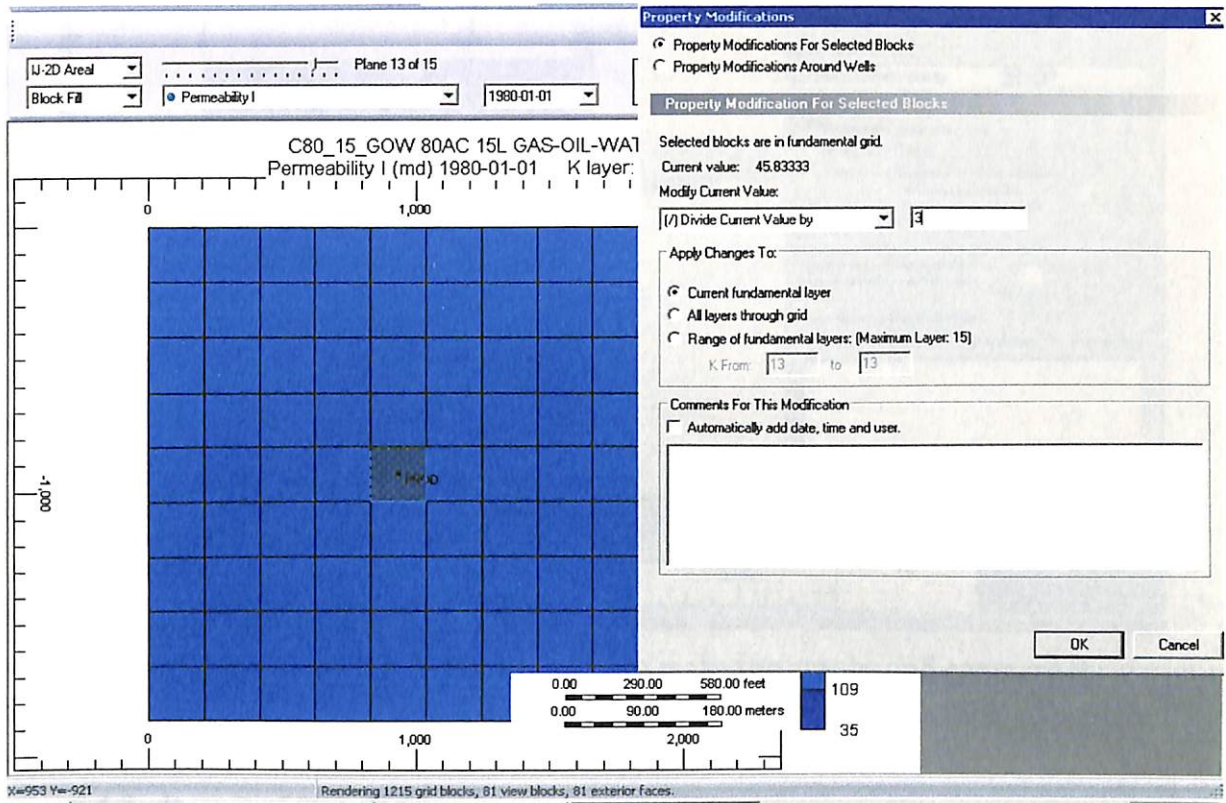 Property Modifications
Property Modifications For Selected Blocks
Property Modifications Around Wells
IJ-2D Areal
Plane 13 of 15
Block Fill
Permeability I
1980-01-01
Property Modification For Selected Blocks
Selected blocks are in fundamental grid.
Current value: 45.83333
Modify Current Value:
(/) Divide Current Value by
3
Apply Changes To:
Current fundamental layer
All layers through grid
Range of fundamental layers: (Maximum Layer: 15)
K From: 13 to 13
Comments For This Modification
Automatically add date, time and user.
OK Cancel
C80_15_GOW 80AC 15L GAS-OIL-WAT
Permeability I (md) 1980-01-01 K layer:
0 1,000
-1,000
PROD
0.00 290.00 580.00 feet
0.00 90.00 180.00 meters
109
35
0 1,000 2,000
X=953 Y=-921
Rendering 1215 grid blocks, 81 view blocks, 81 exterior faces.